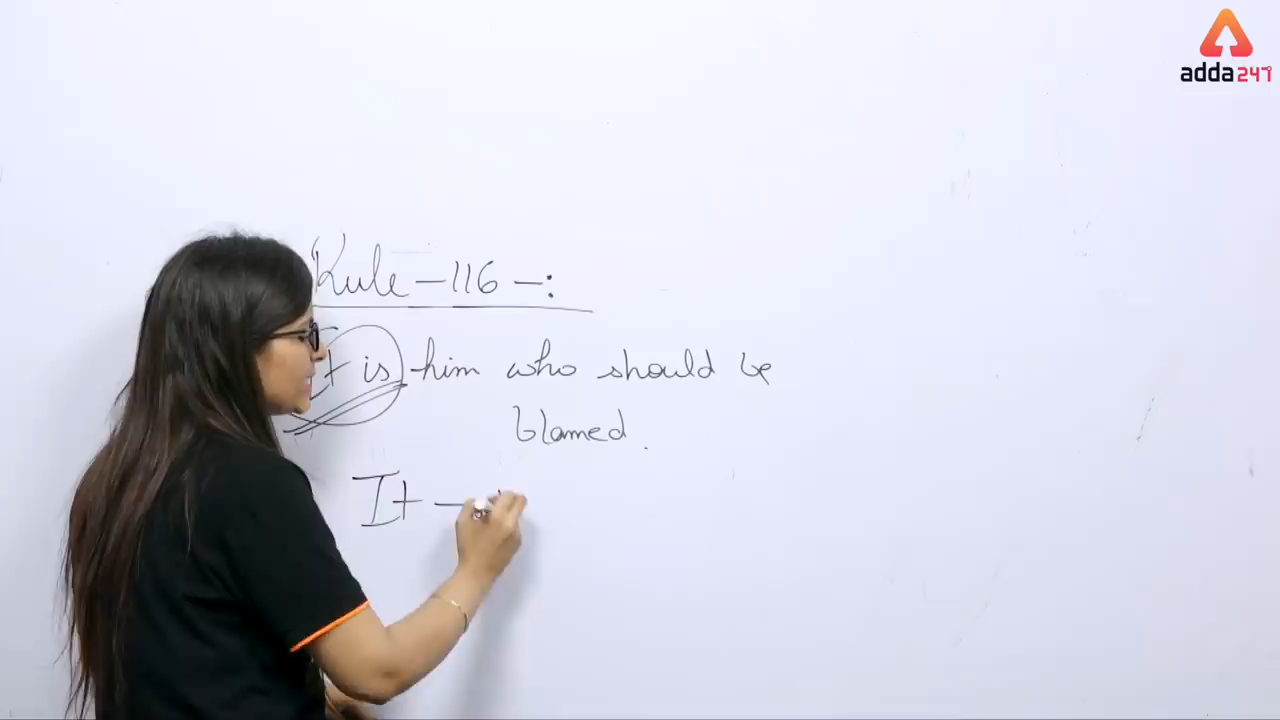 adda247
Rule - 116 - :
It is him who should be
blamed.
It -